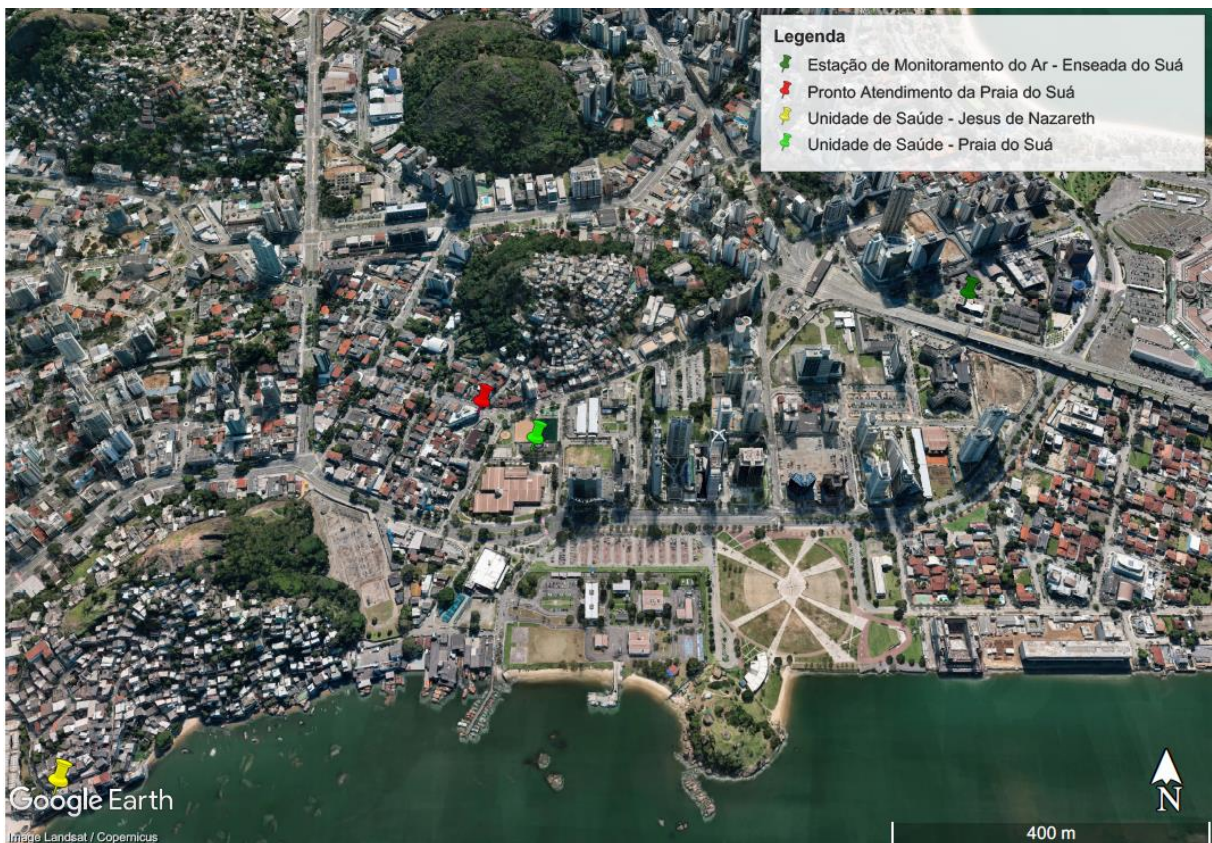 Legenda
Estação de Monitoramento do Ar - Enseada do Suá
Pronto Atendimento da Praia do Suá
Unidade de Saúde - Jesus de Nazareth
Unidade de Saúde - Praia do Suá
Google Earth
Image Landsat / Copernicus
N
400 m